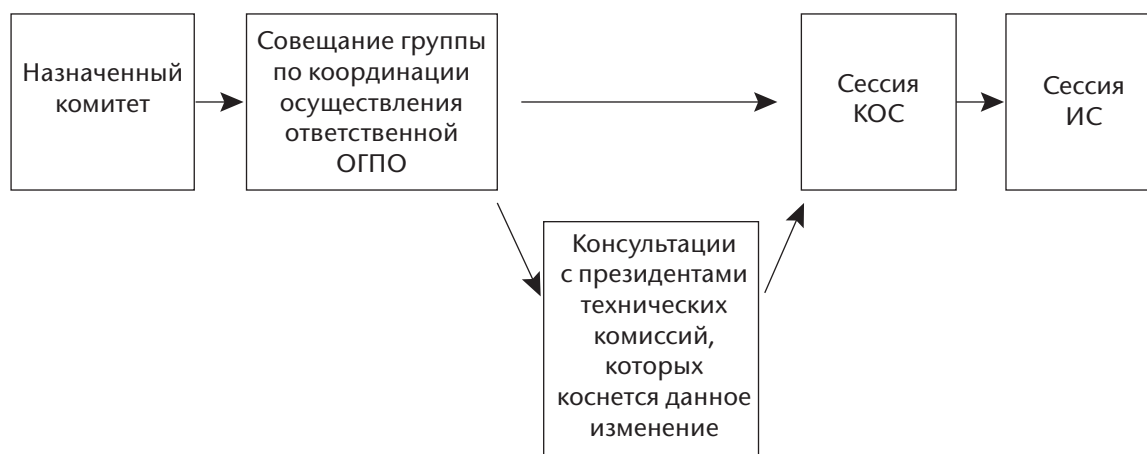 Назначенный
комитет
Совещание группы
по координации
осуществления
ответственной
ОГПО
Сессия
КОС
Сессия
ИС
Консультации
с президентами
технических
комиссий,
которых
коснется данное
изменение